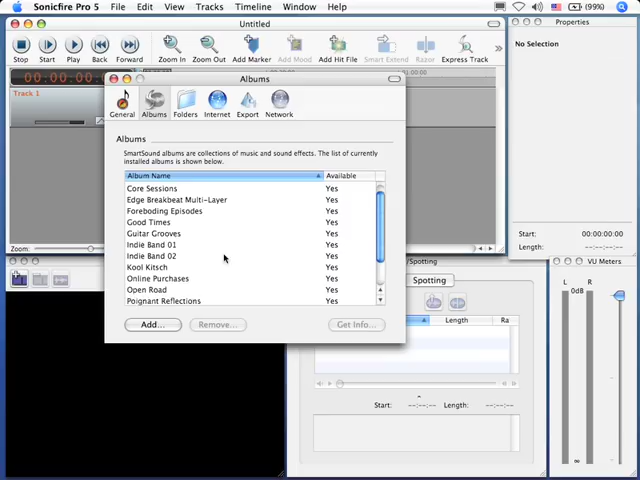 Sonicfire Pro 5 File Edit View Tracks Timeline Window Help (99%)
Untitled
Properties
Stop Start Play Back Forward Zoom In Zoom Out Add Marker Add Mood Add Hit File Smart Extend Razor Express Track
No Selection
Albums
Track 1
General Albums Folders Internet Export Network
Albums
SmartSound albums are collections of music and sound effects. The list of currently
installed albums is shown below.
Album Name Available
Core Sessions Yes
Edge Breakbeat Multi-Layer Yes
Foreboding Episodes Yes
Good Times Yes
Guitar Grooves Yes
Indie Band 01 Yes
Indie Band 02 Yes
Kool Kitsch Yes
Online Purchases Yes
Open Road Yes
Poignant Reflections Yes
Add... Remove... Get Info...
Start: 00:00:00:00
Length: --:--:--
Zoom:
/Spotting
VU Meters
Spotting
L R
0dB
Length Ra
Start: --:--:-- Length: --:--:--
∞